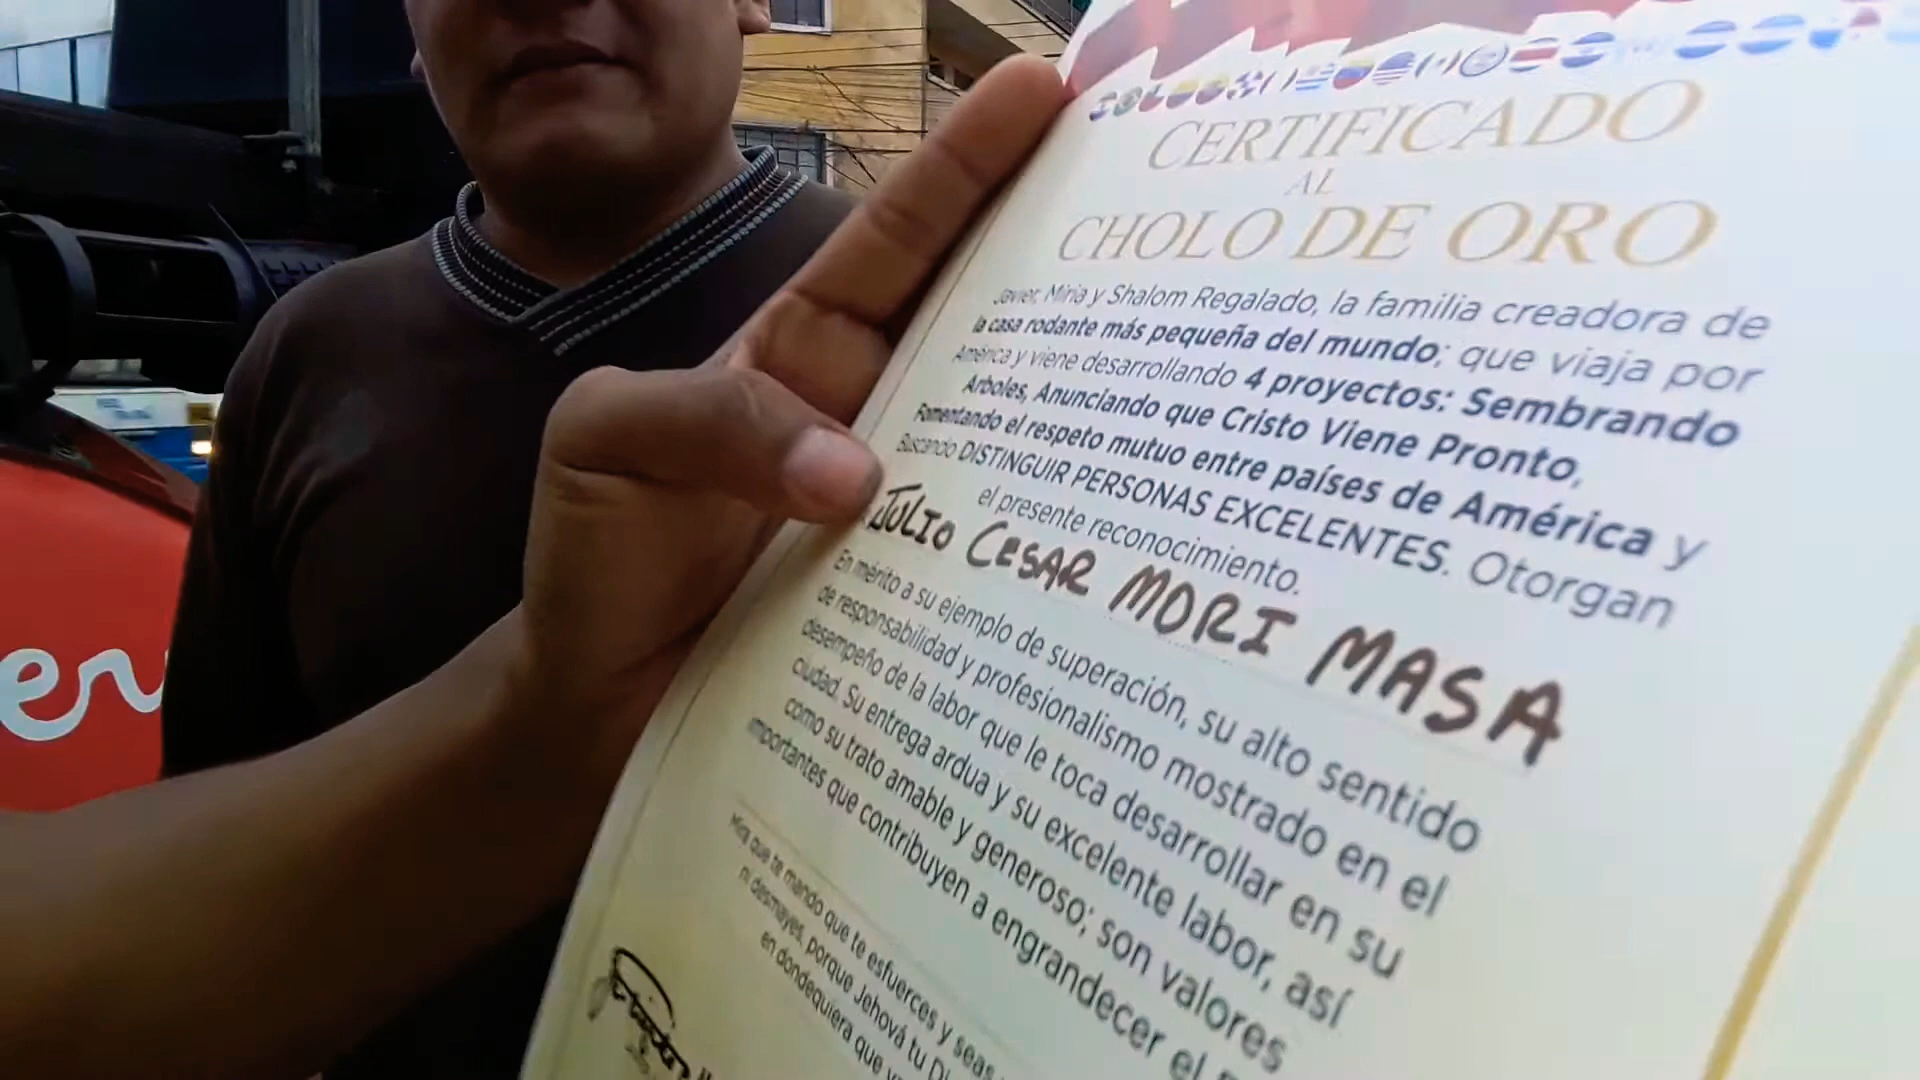 CERTIFICADO
AL
CHOLO DE ORO
Javier, Miria y Shalom Regalado, la familia creadora de
la casa rodante más pequeña del mundo; que viaja por
América y viene desarrollando 4 proyectos: Sembrando
Arboles, Anunciando que Cristo Viene Pronto,
Fomentando el respeto mutuo entre países de América y
Buscando DISTINGUIR PERSONAS EXCELENTES. Otorgan
el presente reconocimiento.
JULIO CESAR MORI MASA
En mérito a su ejemplo de superación, su alto sentido
de responsabilidad y profesionalismo mostrado en el
desempeño de la labor que le toca desarrollar en su
ciudad. Su entrega ardua y su excelente labor, así
como su trato amable y generoso; son valores
importantes que contribuyen a engrandecer el
Mira que te mando que te esfuerces y seas
ni desmayes, porque Jehová tu
en dondequiera que